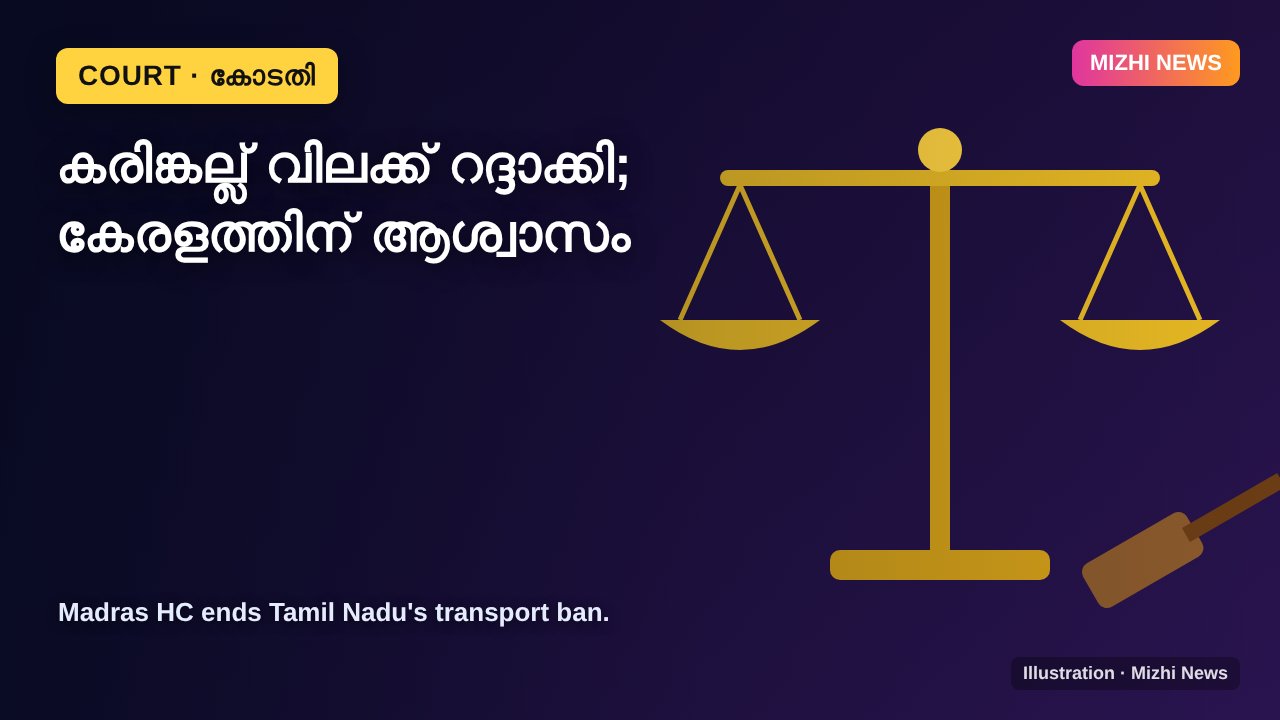 COURT · കോടതി
MIZHI NEWS
കരിങ്കല്ല് വിലക്ക് റദ്ദാക്കി;
കേരളത്തിന് ആശ്വാസം
Madras HC ends Tamil Nadu's transport ban.
Illustration · Mizhi News